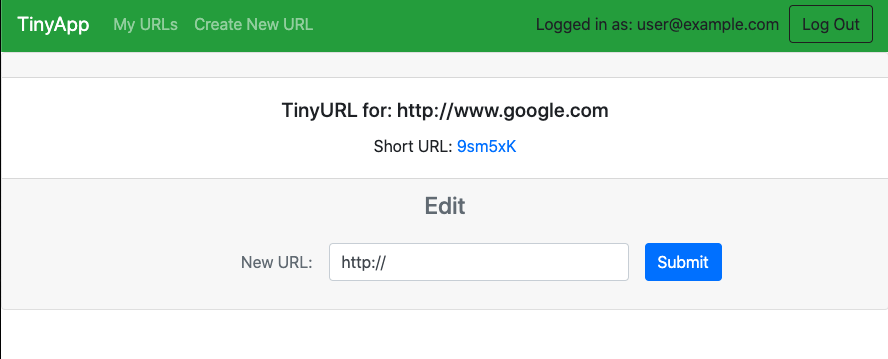 TinyApp My URLs Create New URL Logged in as: user@example.com Log Out
TinyURL for: http://www.google.com
Short URL: 9sm5xK
Edit
New URL: http:// Submit